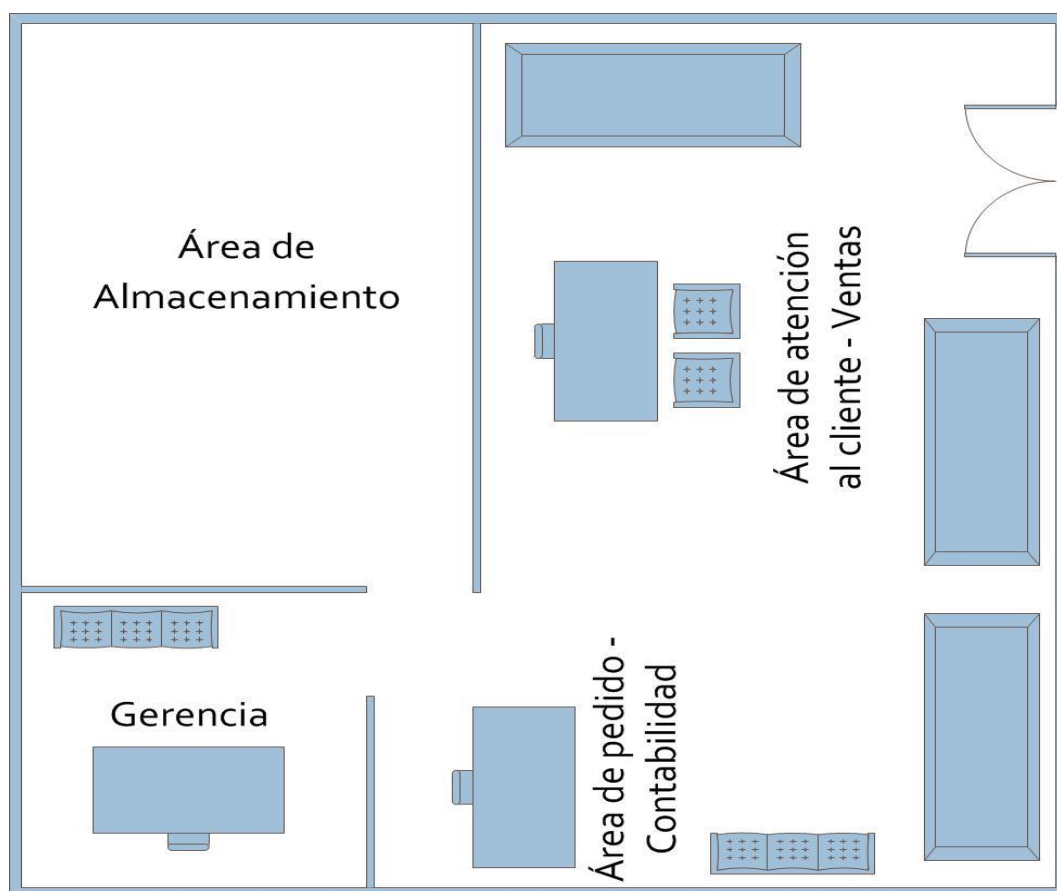 Área de
Almacenamiento
Área de atención
al cliente - Ventas
Gerencia
Área de pedido -
Contabilidad